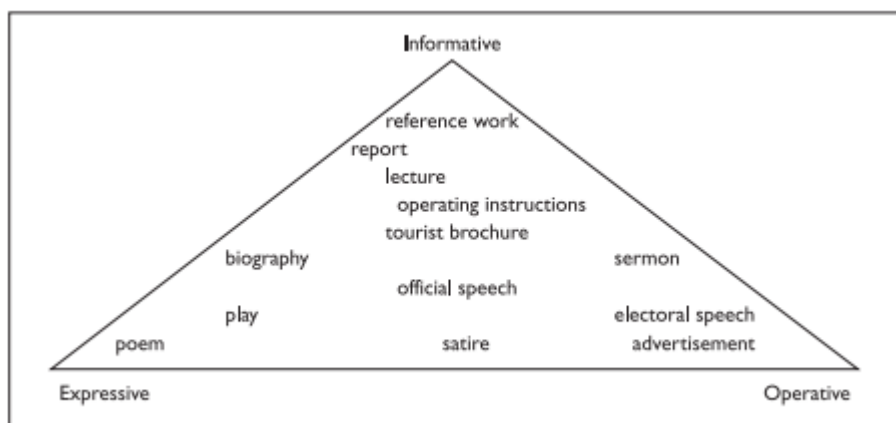 Informative
reference work
report
lecture
operating instructions
tourist brochure
biography sermon
official speech
play electoral speech
poem satire advertisement
Expressive Operative